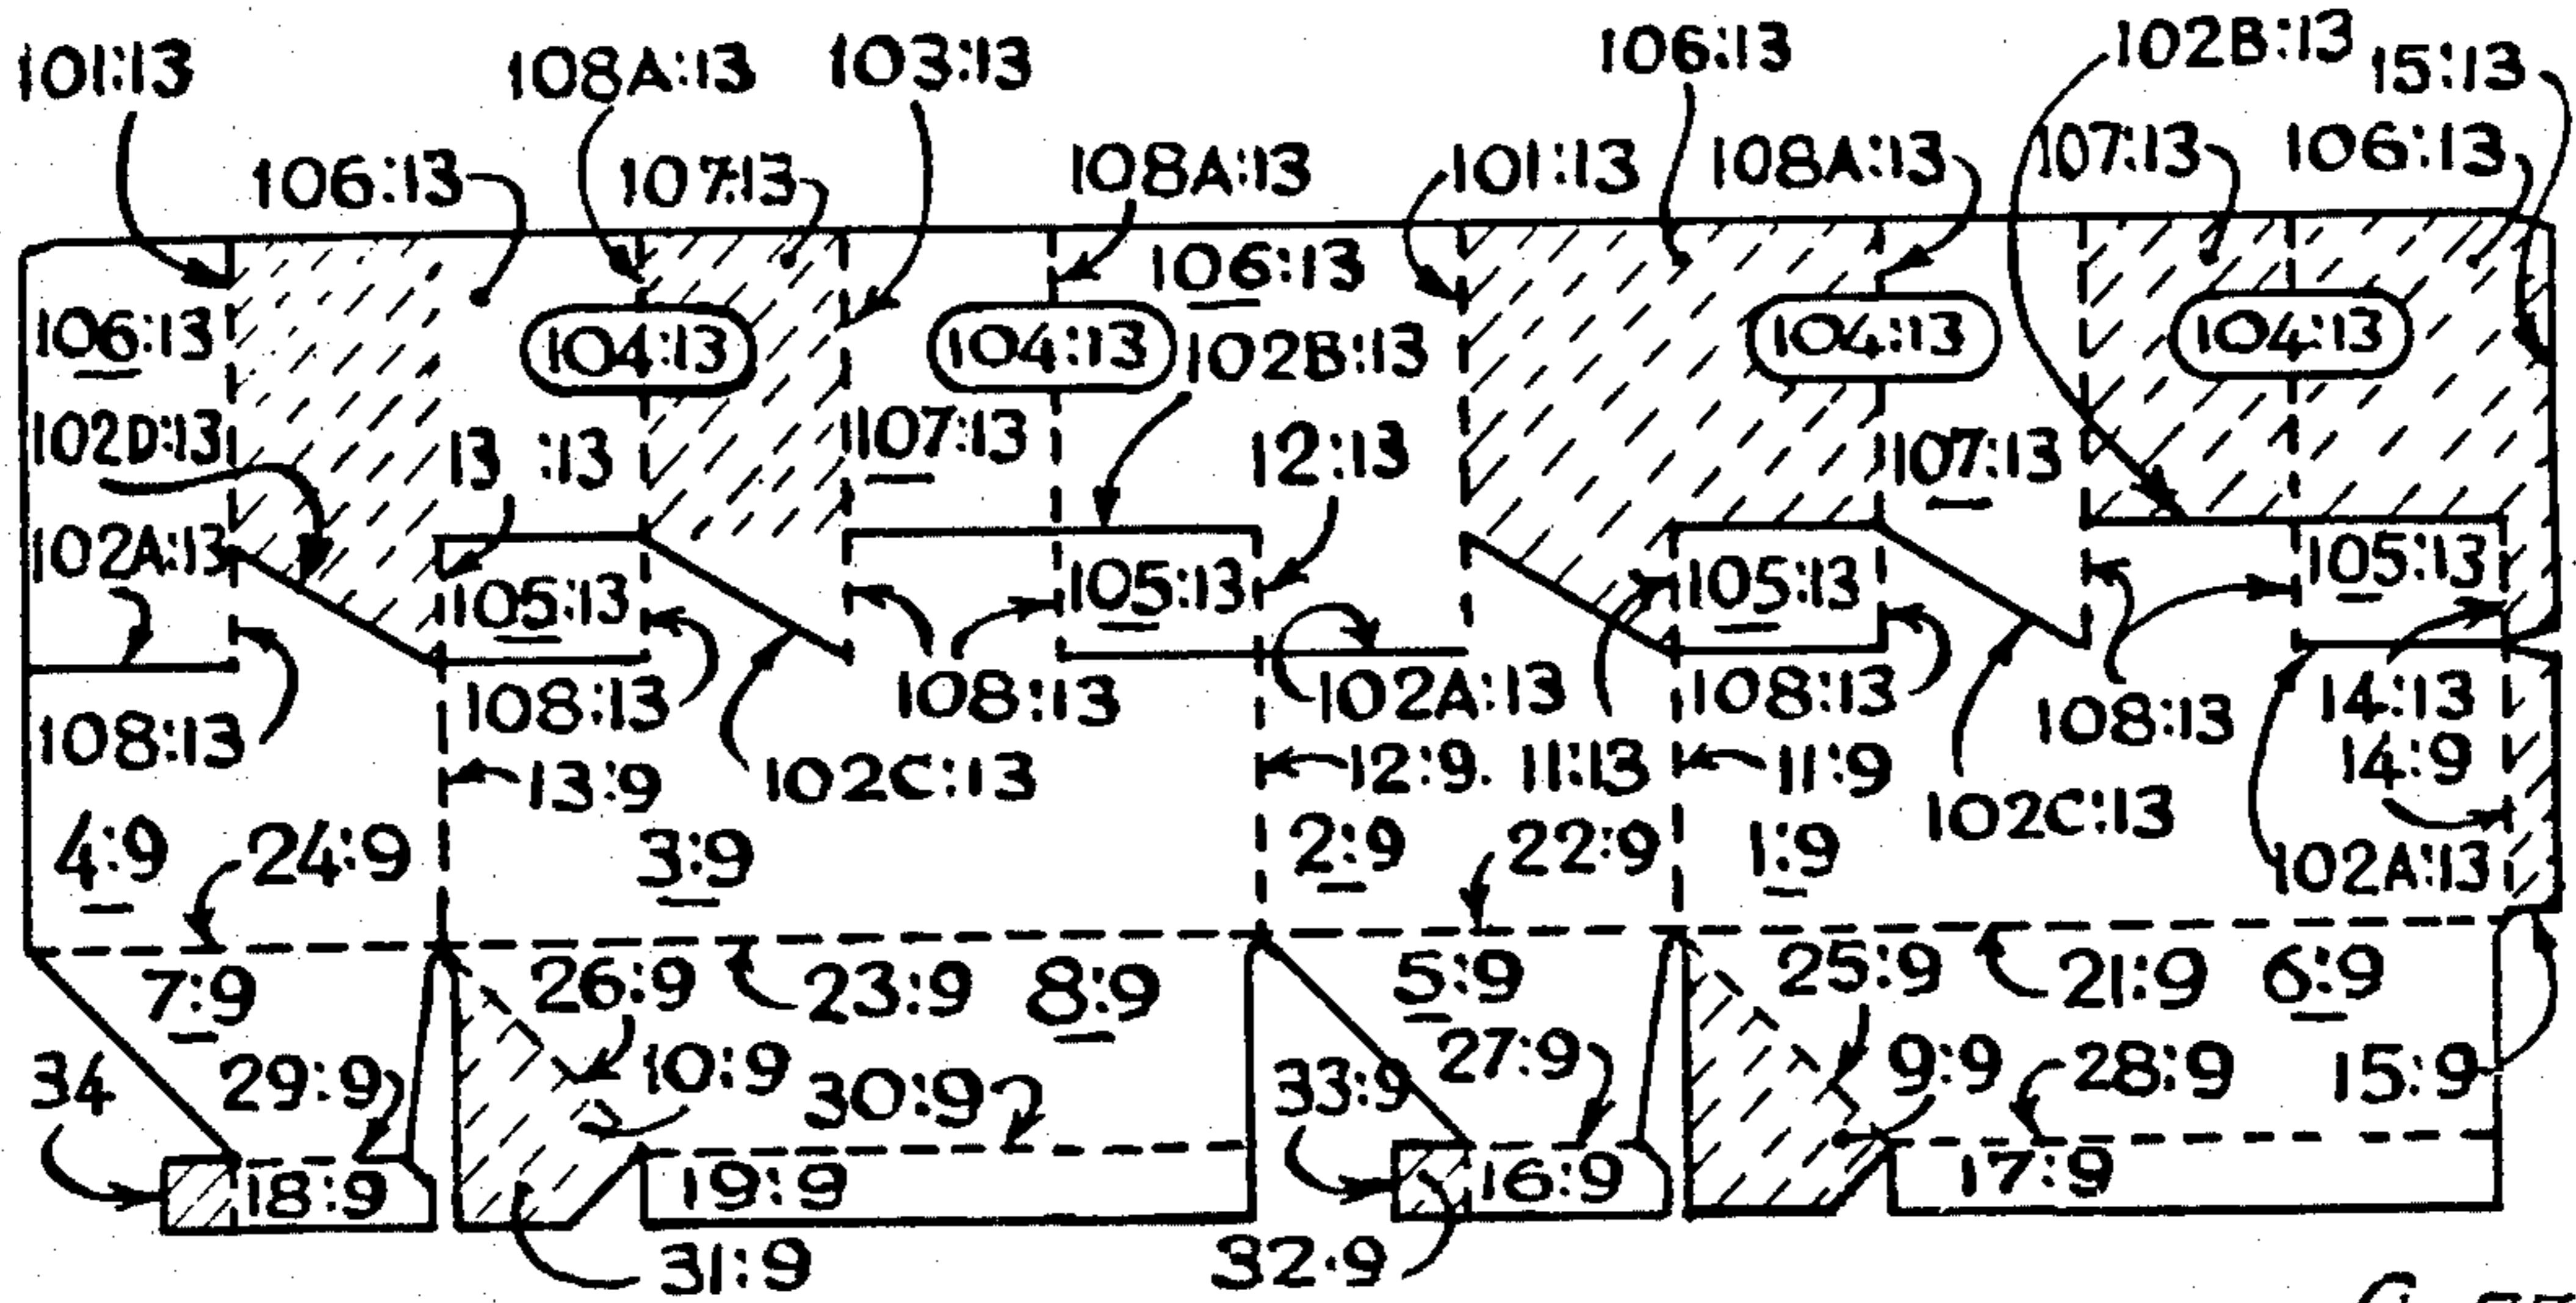 101:13 108A:13 103:13 106:13 102B:13 15:13
106:13 107:13 108A:13 101:13 108A:13 107:13 106:13
106:13 106:13
104:13 104:13 102B:13 104:13 104:13
102D:13 13 :13 107:13 12:13 107:13
102A:13 105:13 105:13 105:13 105:13
108:13 108:13 108:13 102A:13 108:13 108:13 14:13
13:9 102C:13 12:9. 11:13 11:9 102C:13 14:9
4:9 24:9 3:9 2:9 22:9 1:9 102A:13
7:9 26:9 23:9 8:9 5:9 25:9 21:9 6:9
34 29:9 10:9 30:9 33:9 27:9 9:9 28:9 15:9
18:9 19:9 16:9 17:9
31:9 32.9